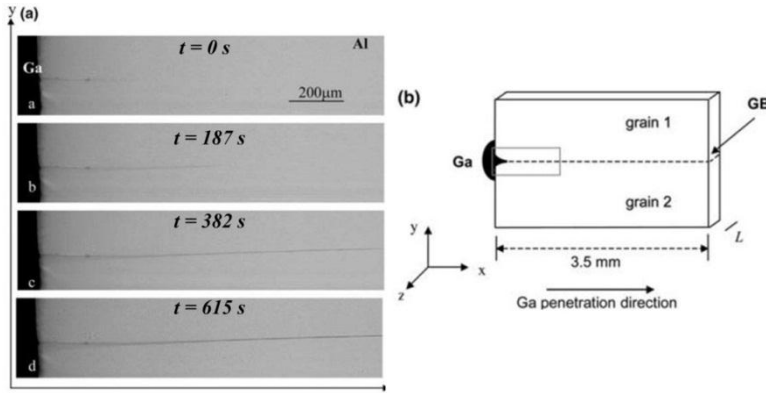 y (a)
t = 0 s
Al
Ga
200μm
a
t = 187 s
b
t = 382 s
c
t = 615 s
d
(b)
GB
grain 1
Ga
grain 2
y
x
z
3.5 mm
L
Ga penetration direction